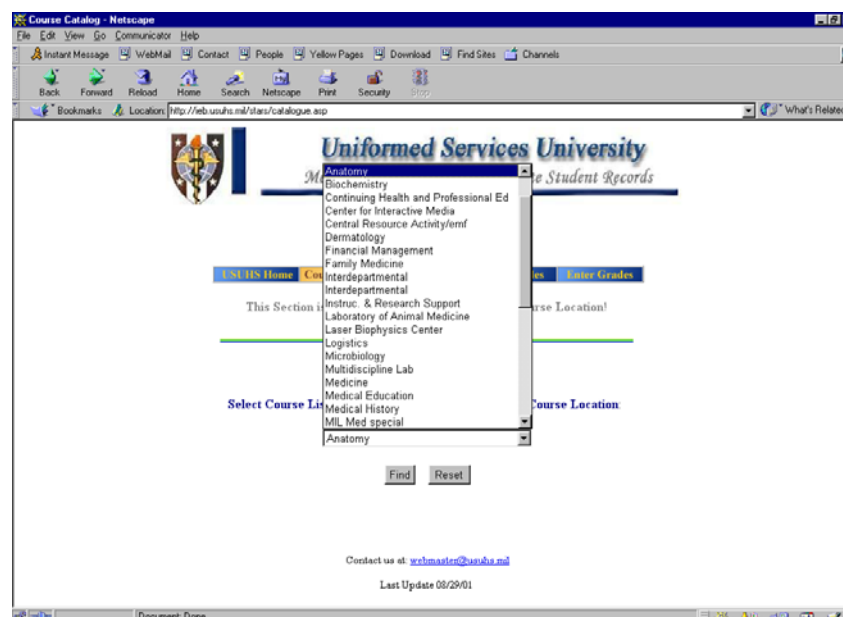 Course Catalog - Netscape
File Edit View Go Communicator Help
Instant Message WebMail Contact People Yellow Pages Download Find Sites Channels
Back Forward Reload Home Search Netscape Print Security Stop
Bookmarks Location: http://ieb.usuhs.mil/stars/catalogue.asp What's Related
Uniformed Services University
Student Records
USUHS Home Enter Grades
This Section Location!
Select Course Course Location:
Anatomy
Biochemistry
Continuing Health and Professional Ed
Center for Interactive Media
Central Resource Activity/emf
Dermatology
Financial Management
Family Medicine
Interdepartmental
Interdepartmental
Instruc. & Research Support
Laboratory of Animal Medicine
Laser Biophysics Center
Logistics
Microbiology
Multidiscipline Lab
Medicine
Medical Education
Medical History
MIL Med special
Anatomy
Find Reset
Contact us at: webmaster@usuhs.mil
Last Update 08/29/01
Document: Done